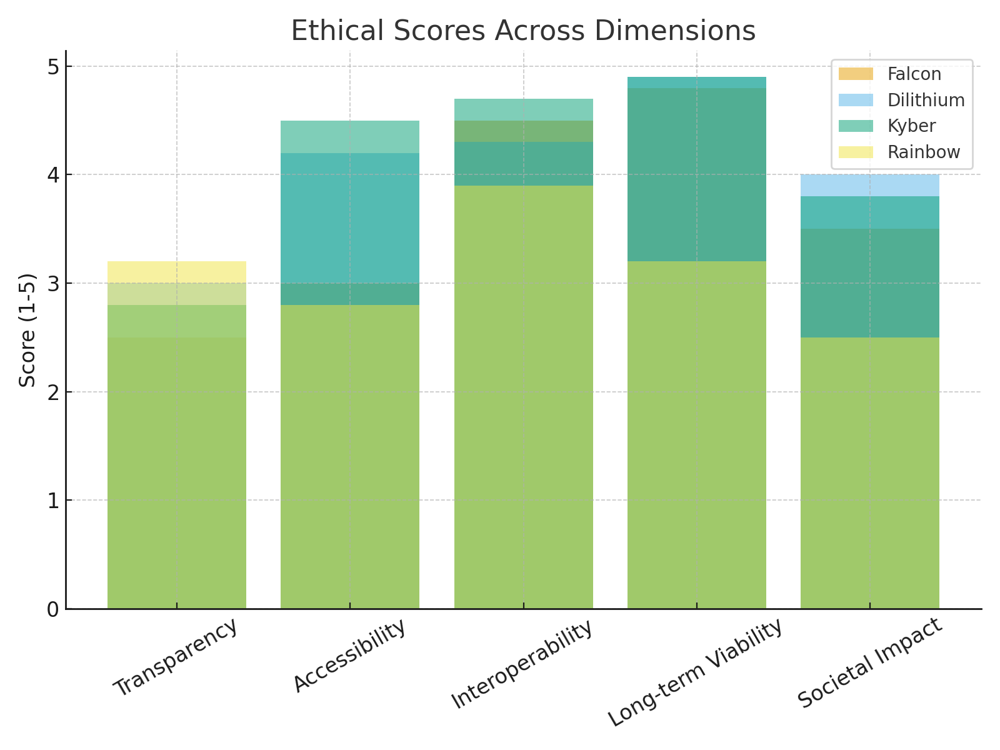 Ethical Scores Across Dimensions
Score (1-5)
5
4
3
2
1
0
Falcon
Dilithium
Kyber
Rainbow
Transparency
Accessibility
Interoperability
Long-term Viability
Societal Impact